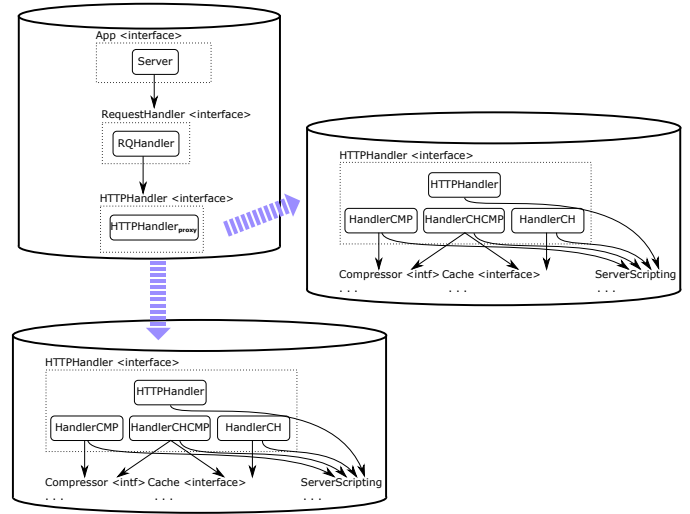 App <interface>
Server
RequestHandler <interface>
RQHandler
HTTPHandler <interface>
HTTPHandlerproxy
HTTPHandler <interface>
HTTPHandler
HandlerCMP HandlerCHCMP HandlerCH
Compressor <intf> Cache <interface> ServerScripting
. . . . . . . . .
HTTPHandler <interface>
HTTPHandler
HandlerCMP HandlerCHCMP HandlerCH
Compressor <intf> Cache <interface> ServerScripting
. . . . . . . . .